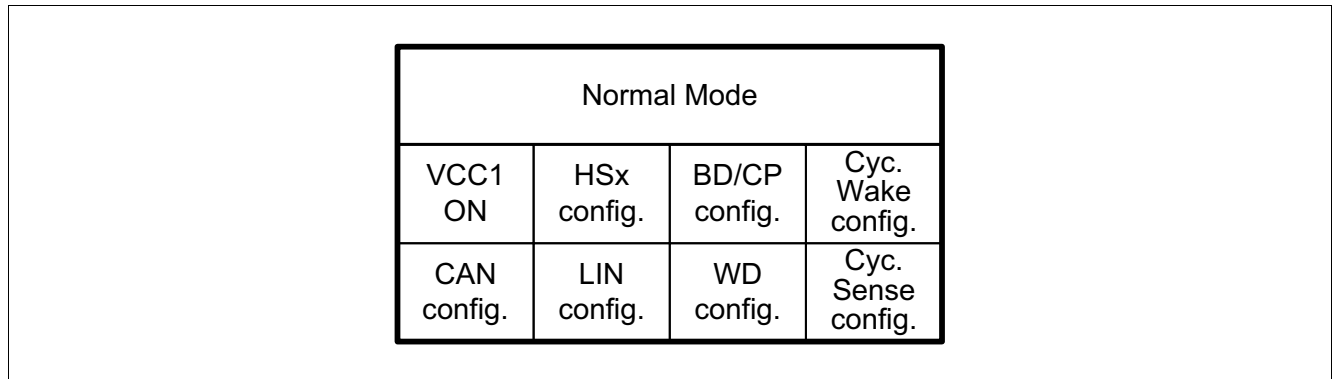 Normal Mode
VCC1
ON
HSx
config.
BD/CP
config.
Cyc.
Wake
config.
CAN
config.
LIN
config.
WD
config.
Cyc.
Sense
config.